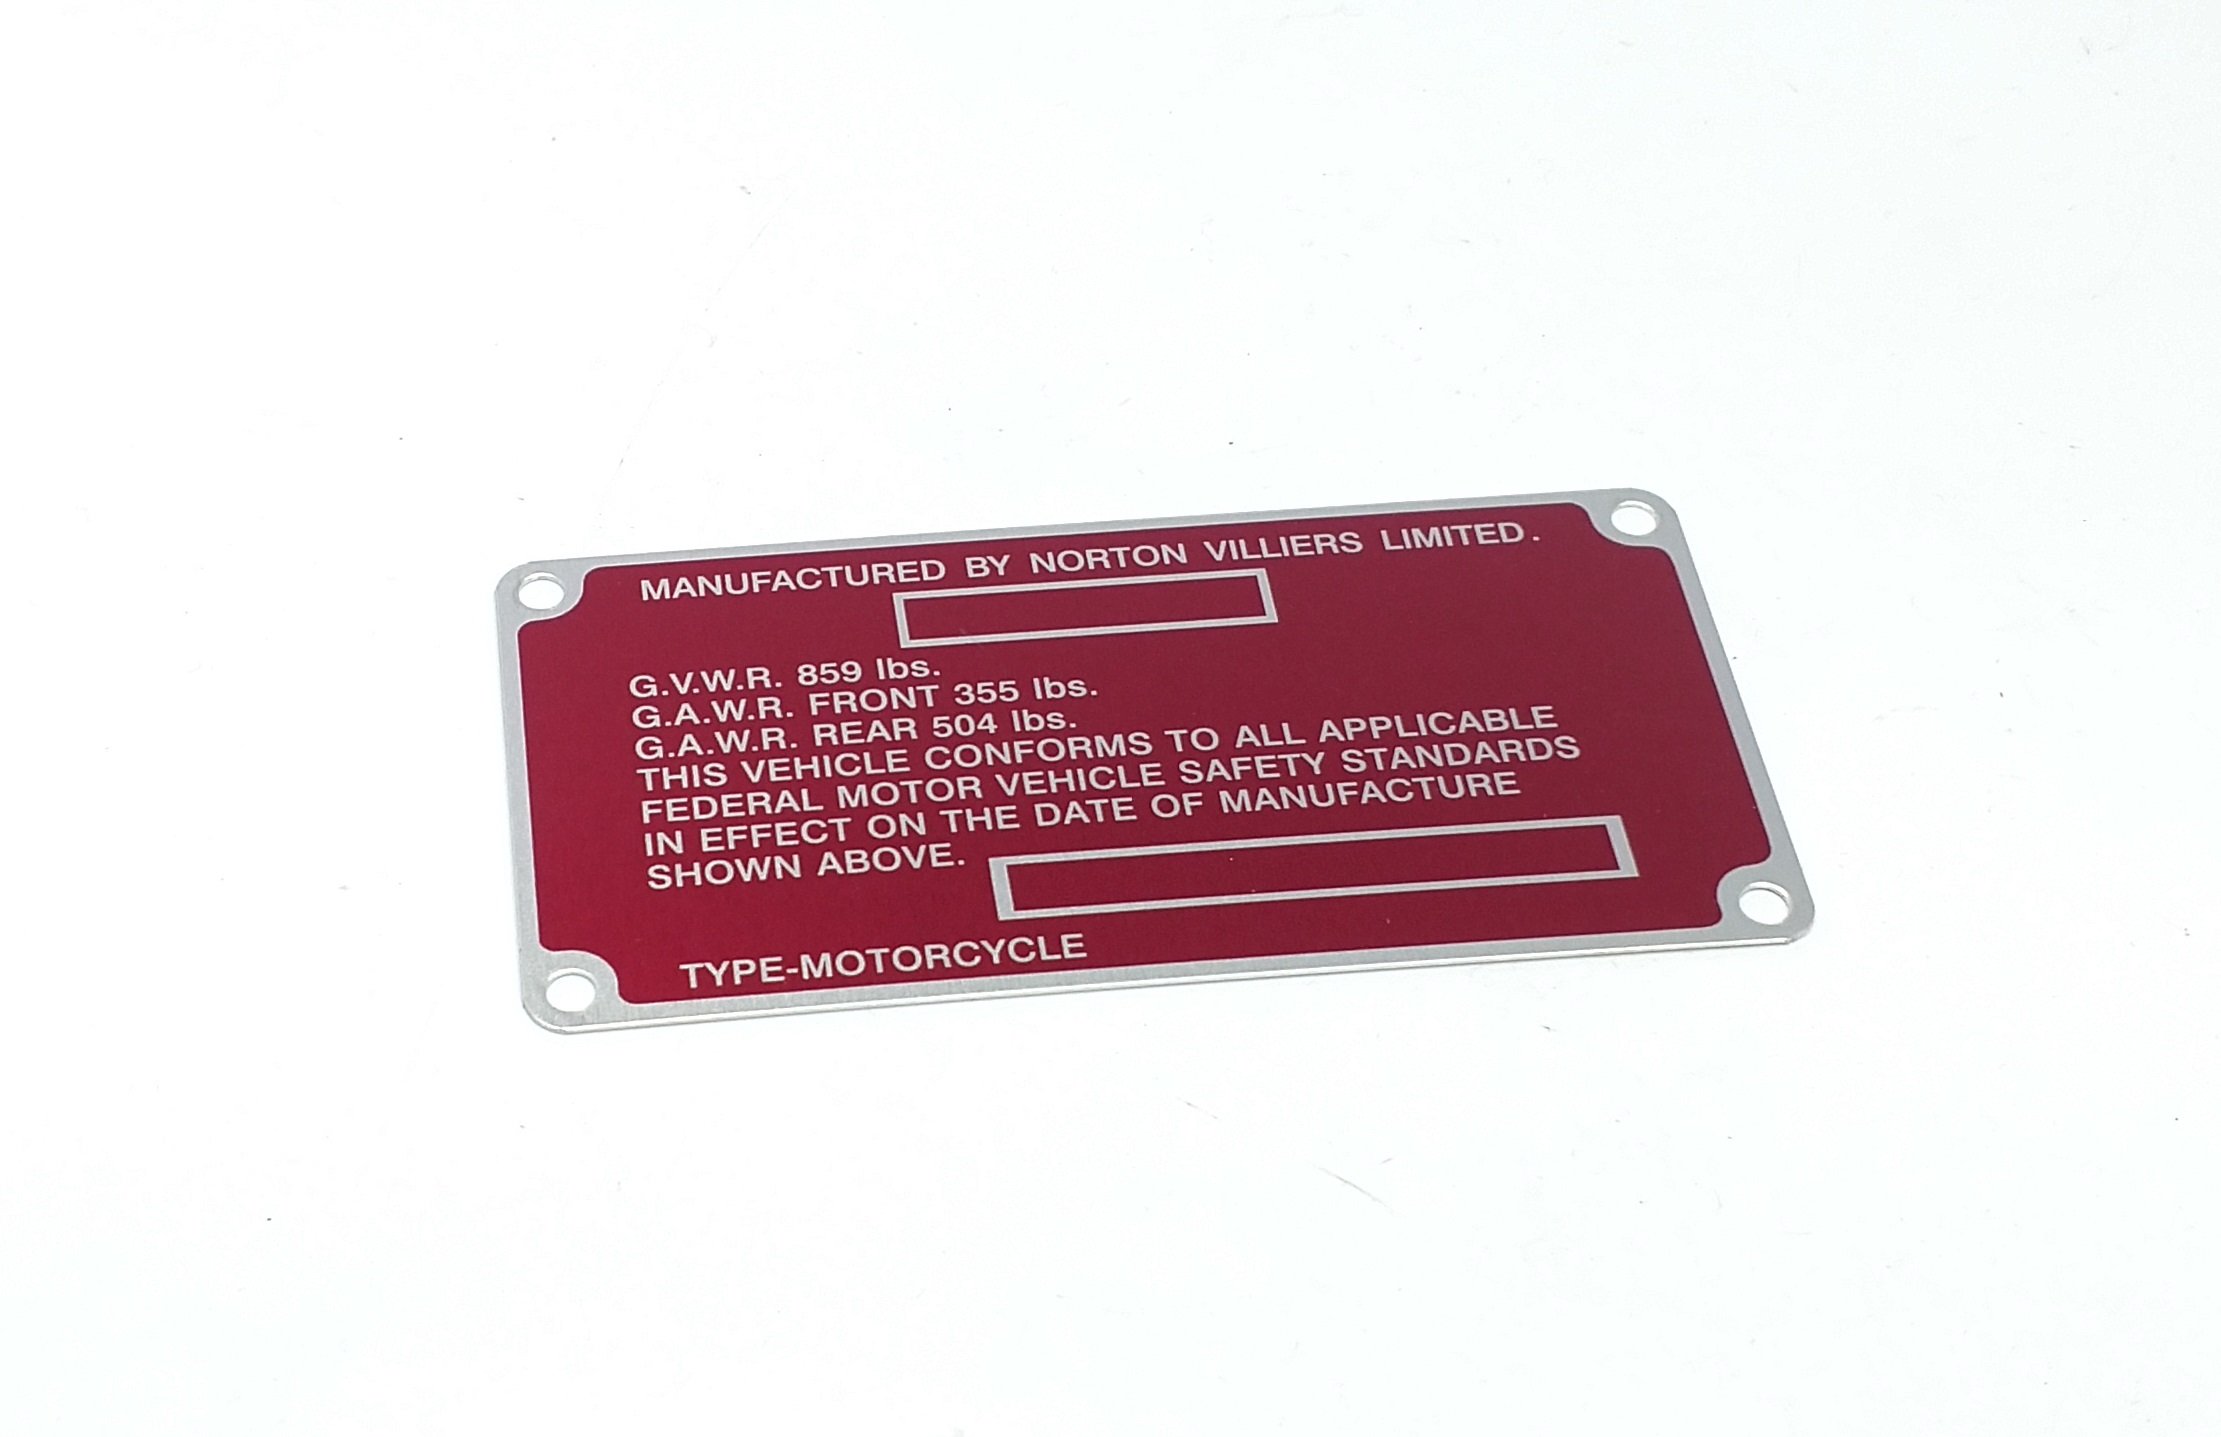 MANUFACTURED BY NORTON VILLIERS LIMITED.
G.V.W.R. 859 lbs.
G.A.W.R. FRONT 355 lbs.
G.A.W.R. REAR 504 lbs.
THIS VEHICLE CONFORMS TO ALL APPLICABLE
FEDERAL MOTOR VEHICLE SAFETY STANDARDS
IN EFFECT ON THE DATE OF MANUFACTURE
SHOWN ABOVE.
TYPE-MOTORCYCLE